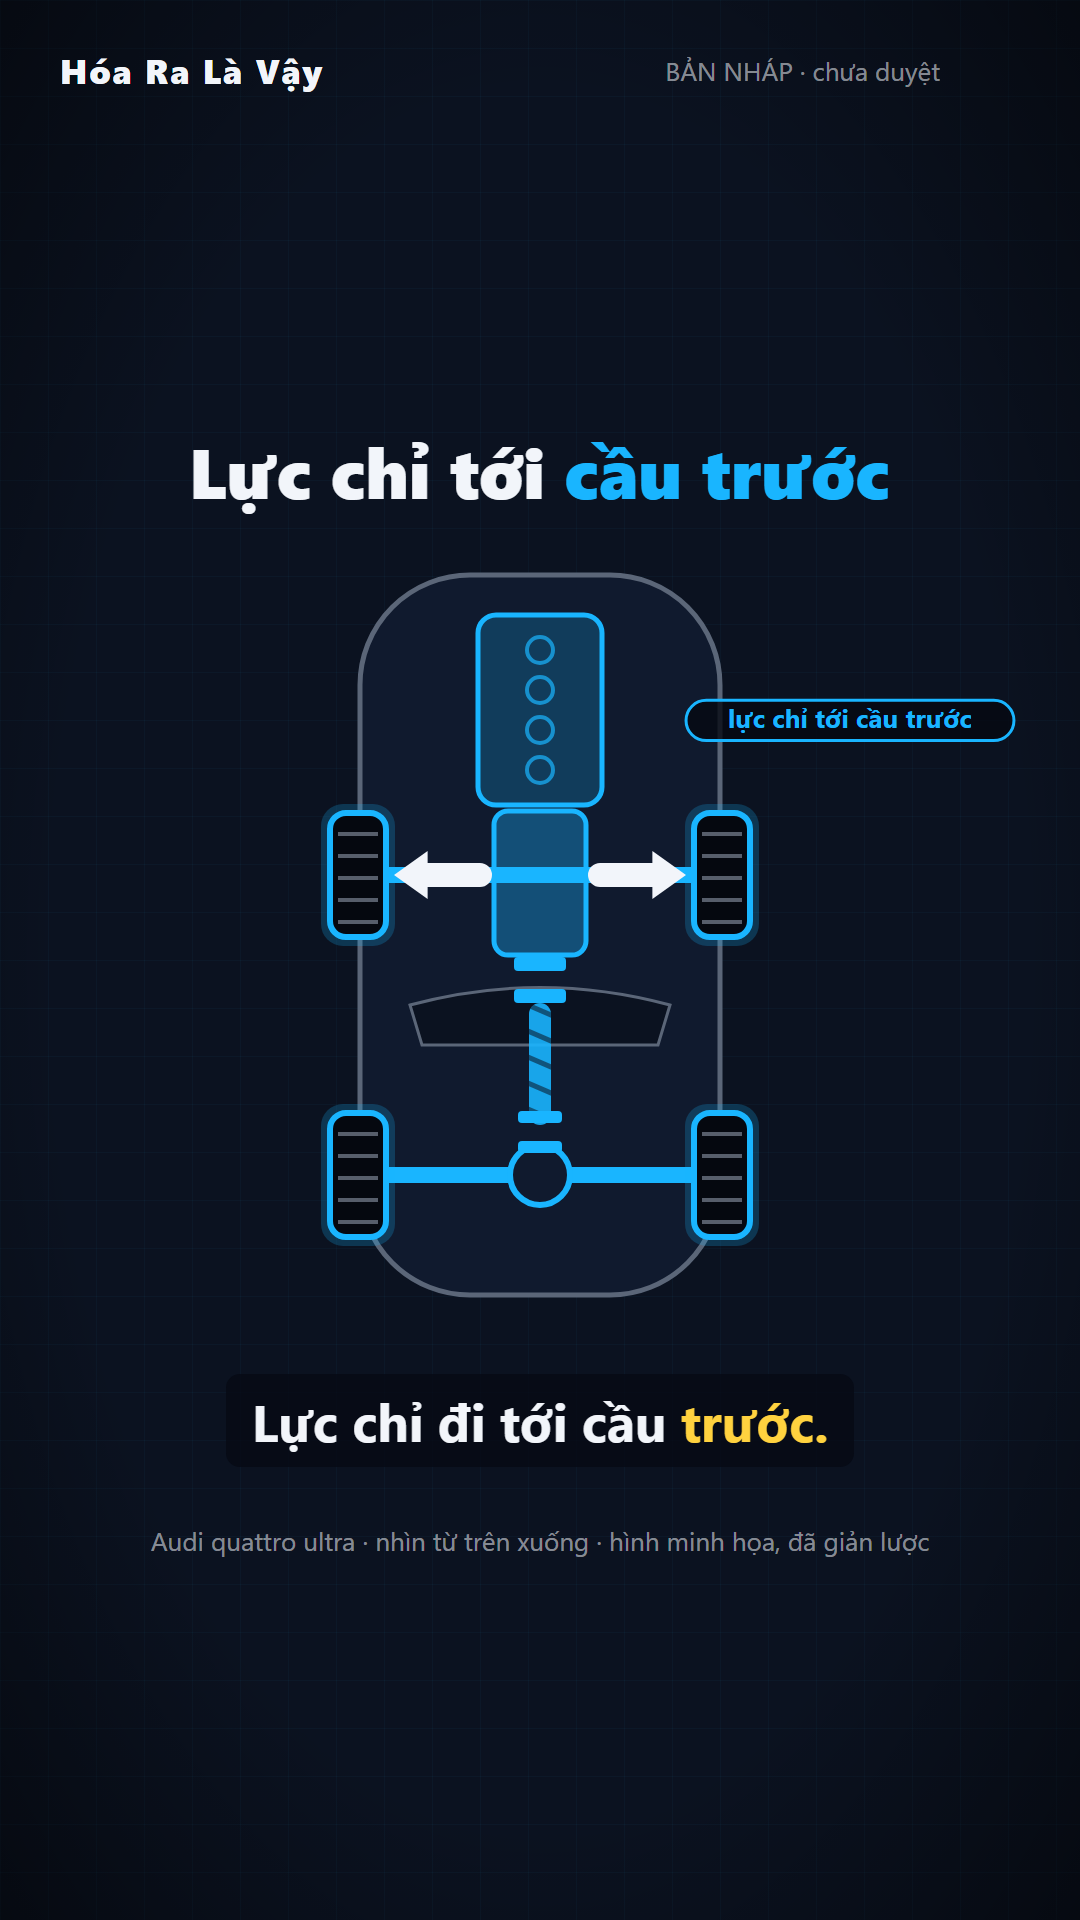 Hóa Ra Là Vậy
BẢN NHÁP · chưa duyệt
Lực chỉ tới cầu trước
lực chỉ tới cầu trước
Lực chỉ đi tới cầu trước.
Audi quattro ultra · nhìn từ trên xuống · hình minh họa, đã giản lược